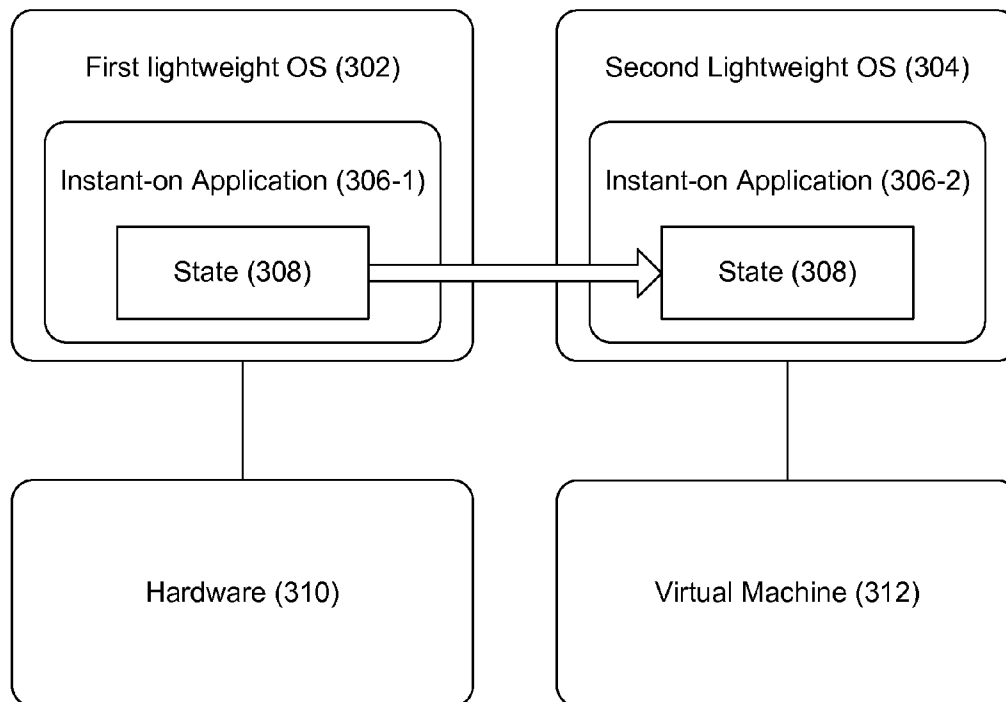 First lightweight OS (302)
Instant-on Application (306-1)
State (308)
Second Lightweight OS (304)
Instant-on Application (306-2)
State (308)
Hardware (310)
Virtual Machine (312)